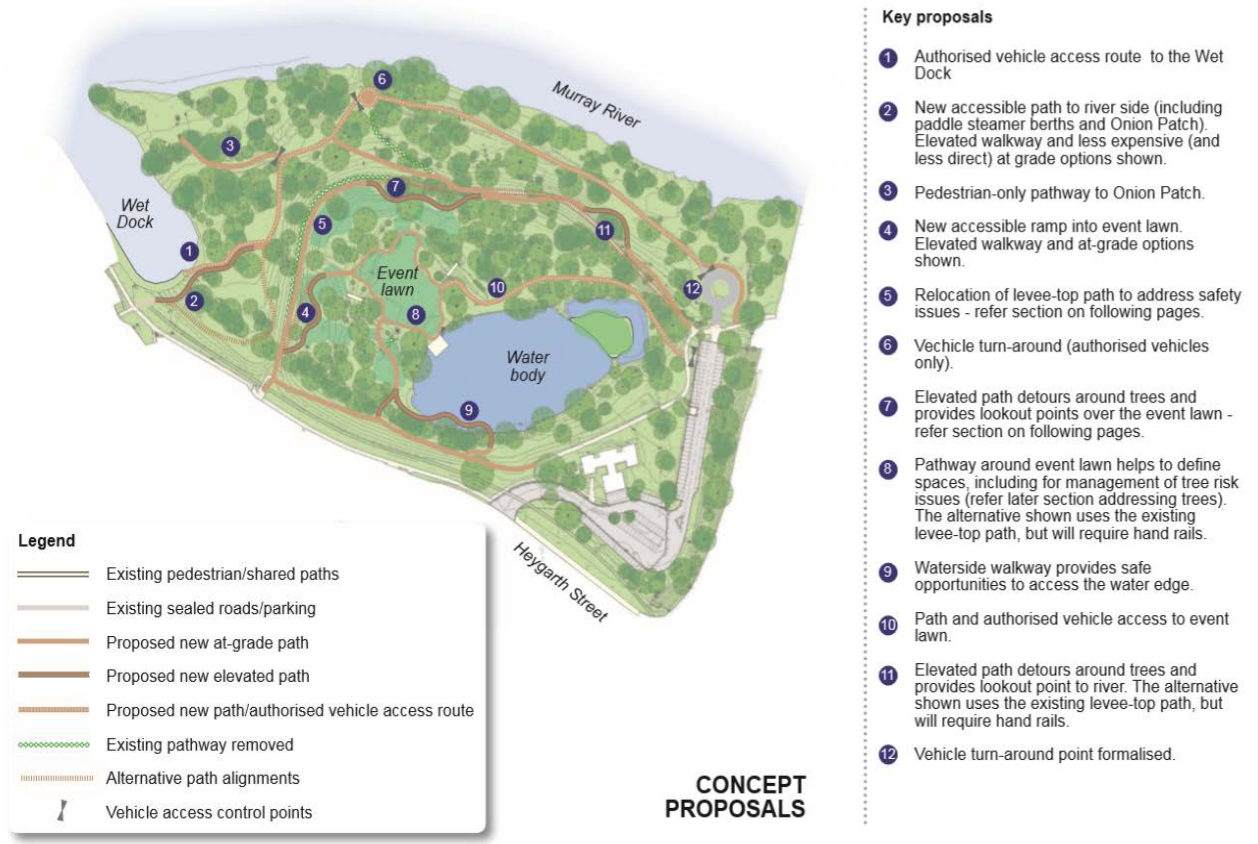 Murray River
6
3
Wet
Dock
7
5
1
11
Event
lawn
12
10
2
4
8
Water
body
9
Heygarth Street
Legend
Existing pedestrian/shared paths
Existing sealed roads/parking
Proposed new at-grade path
Proposed new elevated path
Proposed new path/authorised vehicle access route
Existing pathway removed
Alternative path alignments
Vehicle access control points
CONCEPT
PROPOSALS
Key proposals
1 Authorised vehicle access route to the Wet
Dock
2 New accessible path to river side (including
paddle steamer berths and Onion Patch).
Elevated walkway and less expensive (and
less direct) at grade options shown.
3 Pedestrian-only pathway to Onion Patch.
4 New accessible ramp into event lawn.
Elevated walkway and at-grade options
shown.
5 Relocation of levee-top path to address safety
issues - refer section on following pages.
6 Vechicle turn-around (authorised vehicles
only).
7 Elevated path detours around trees and
provides lookout points over the event lawn -
refer section on following pages.
8 Pathway around event lawn helps to define
spaces, including for management of tree risk
issues (refer later section addressing trees).
The alternative shown uses the existing
levee-top path, but will require hand rails.
9 Waterside walkway provides safe
opportunities to access the water edge.
10 Path and authorised vehicle access to event
lawn.
11 Elevated path detours around trees and
provides lookout point to river. The alternative
shown uses the existing levee-top path, but
will require hand rails.
12 Vehicle turn-around point formalised.